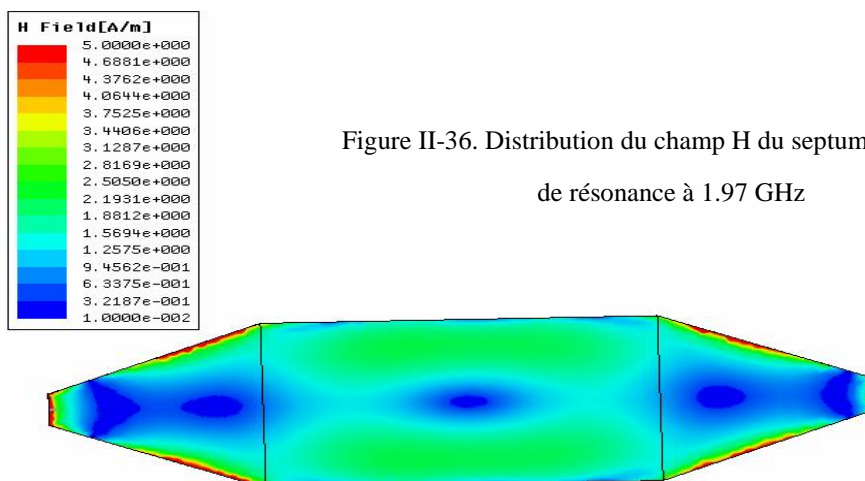 H Field[A/m]
5.0000e+000
4.6881e+000
4.3762e+000
4.0644e+000
3.7525e+000
3.4406e+000
3.1287e+000
2.8169e+000
2.5050e+000
2.1931e+000
1.8812e+000
1.5694e+000
1.2575e+000
9.4562e-001
6.3375e-001
3.2187e-001
1.0000e-002
Figure II-36. Distribution du champ H du septum
de résonance à 1.97 GHz